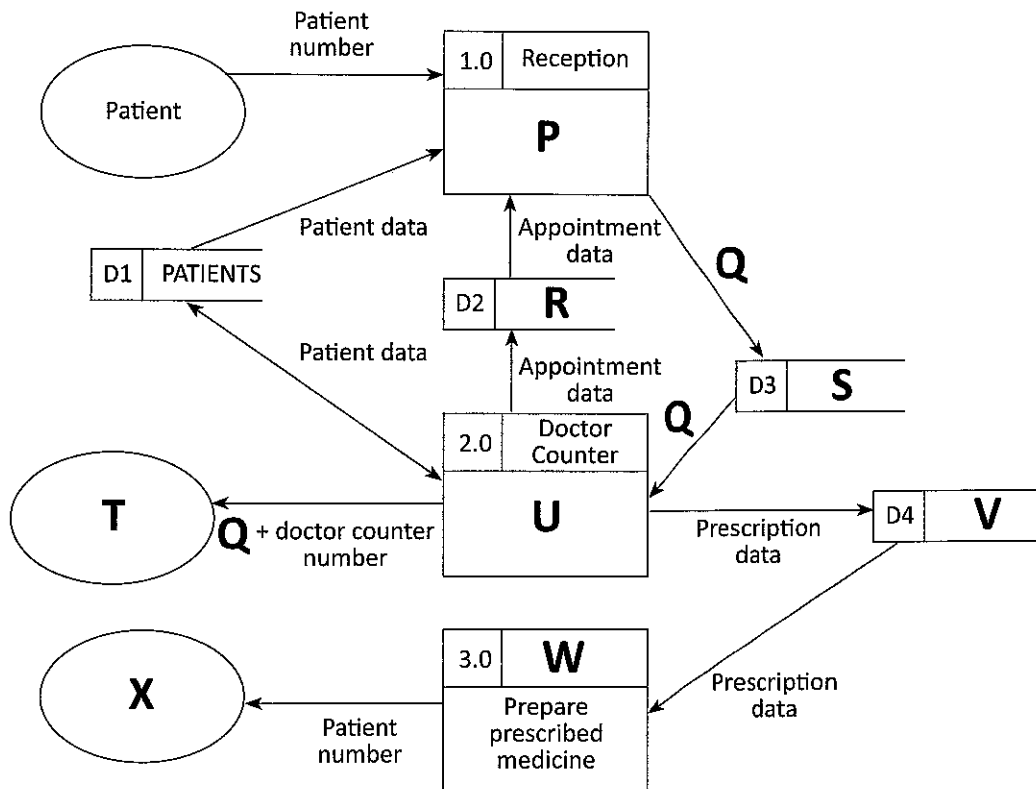 Patient
number
1.0
Reception
Patient
P
Patient data
Appointment
data
Q
D1
PATIENTS
D2
R
Patient data
Appointment
data
Q
D3
S
2.0
Doctor
Counter
T
Q + doctor counter
number
U
Prescription
data
D4
V
3.0
W
X
Patient
number
Prepare
prescribed
medicine
Prescription
data